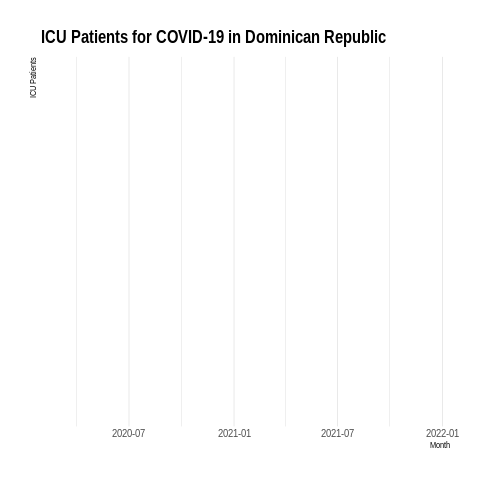 ICU Patients for COVID-19 in Dominican Republic
ICU Patients
2020-07 2021-01 2021-07 2022-01
Month